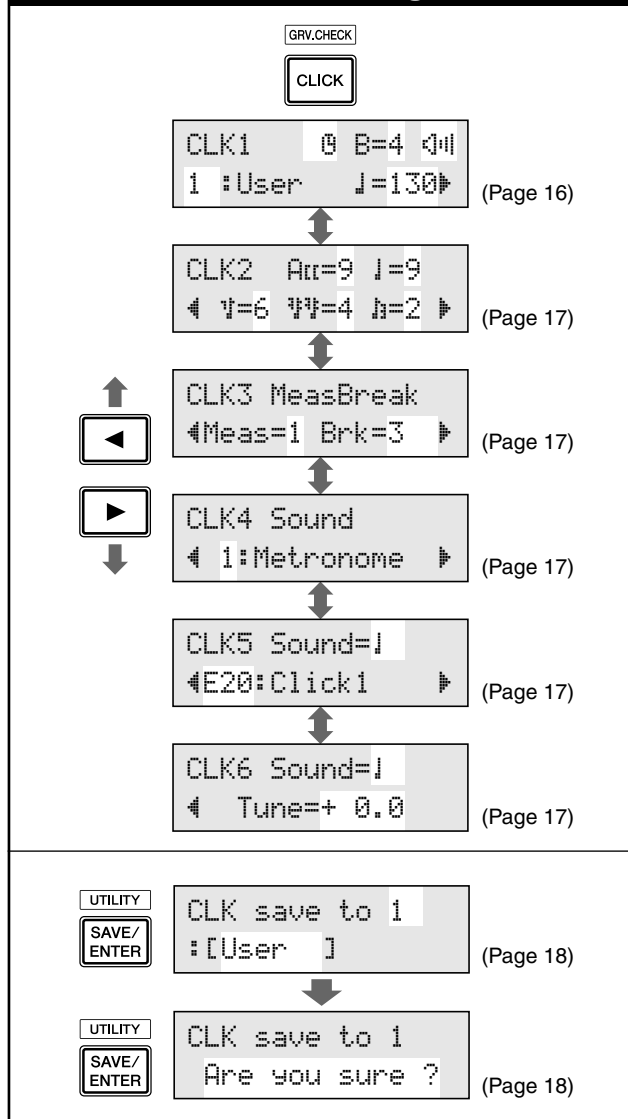 GRV.CHECK
CLICK
CLK1 B=4
1 :User ♩=130
(Page 16)
CLK2 Acc=9 ♩=9
=6 =4 =2
(Page 17)
CLK3 MeasBreak
Meas=1 Brk=3
(Page 17)
CLK4 Sound
1:Metronome
(Page 17)
CLK5 Sound=♩
E20:Click1
(Page 17)
CLK6 Sound=♩
Tune=+ 0.0
(Page 17)
UTILITY
SAVE/
ENTER
CLK save to 1
:[User ]
(Page 18)
UTILITY
SAVE/
ENTER
CLK save to 1
Are you sure ?
(Page 18)